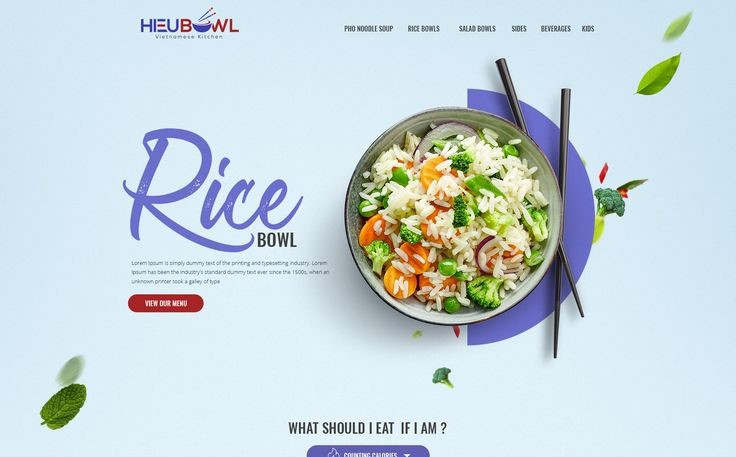 HIEUBOWL
Vietnamese Kitchen
PHO NOODLE SOUP RICE BOWLS SALAD BOWLS SIDES BEVERAGES KIDS
Rice
BOWL
Lorem Ipsum is simply dummy text of the printing and typesetting industry. Lorem
Ipsum has been the industry's standard dummy text ever since the 1500s, when an
unknown printer took a galley of type
VIEW OUR MENU
WHAT SHOULD I EAT IF I AM ?
COUNTING CALORIES